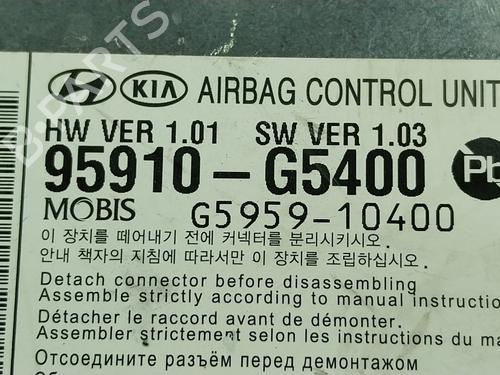 B-PARTS
KIA AIRBAG CONTROL UNIT
HW VER 1.01 SW VER 1.03
95910-G5400
Pb
MOBIS G5959-10400
이 장치를 떼어내기 전에 커넥터를 분리시키시오.
안내 책자의 지침에 따라서만 이 장치를 조립하십시오.
Detach connector before disassembling
Assemble strictly according to manual instruction
Détacher le raccord avant de démonter.
Assembler strictement selon les instructions du ma
Отсоедините разъём перед демонтажом